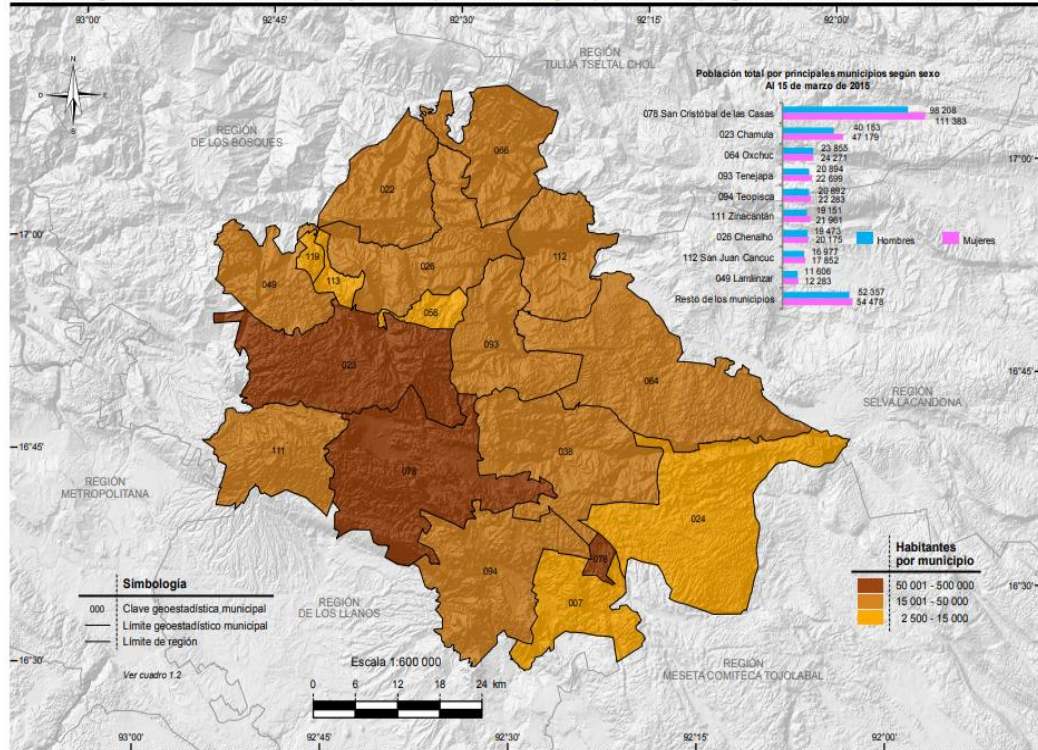 93°00'
92°45'
92°30'
92°15'
92°00'
N
O
E
S
REGIÓN
TULIJA TSELTAL CHOL
REGIÓN
DE LOS BOSQUES
Población total por principales municipios según sexo
Al 15 de marzo de 2015
078 San Cristóbal de las Casas
98 208
111 383
023 Chamula
40 153
47 179
064 Oxchuc
23 855
24 271
093 Tenejapa
20 894
22 699
094 Teopisca
20 892
22 283
111 Zinacantán
19 151
21 961
026 Chenalhó
19 473
20 175
112 San Juan Cancuc
16 977
17 852
049 Larráinzar
11 606
12 283
Resto de los municipios
52 357
54 478
Hombres
Mujeres
17°00'
17°00'
066
022
119
113
049
026
112
056
093
023
064
16°45'
16°45'
REGIÓN
SELVA LACANDONA
111
078
038
024
REGIÓN
METROPOLITANA
078
094
007
16°30'
16°30'
Habitantes
por municipio
50 001 - 500 000
15 001 - 50 000
2 500 - 15 000
Simbología
000 Clave geoestadística municipal
Límite geoestadístico municipal
Límite de región
Ver cuadro 1.2
REGIÓN
DE LOS LLANOS
REGIÓN
MESETA COMITECA TOJOLABAL
Escala 1:600 000
0 6 12 18 24 km
93°00'
92°45'
92°30'
92°15'
92°00'